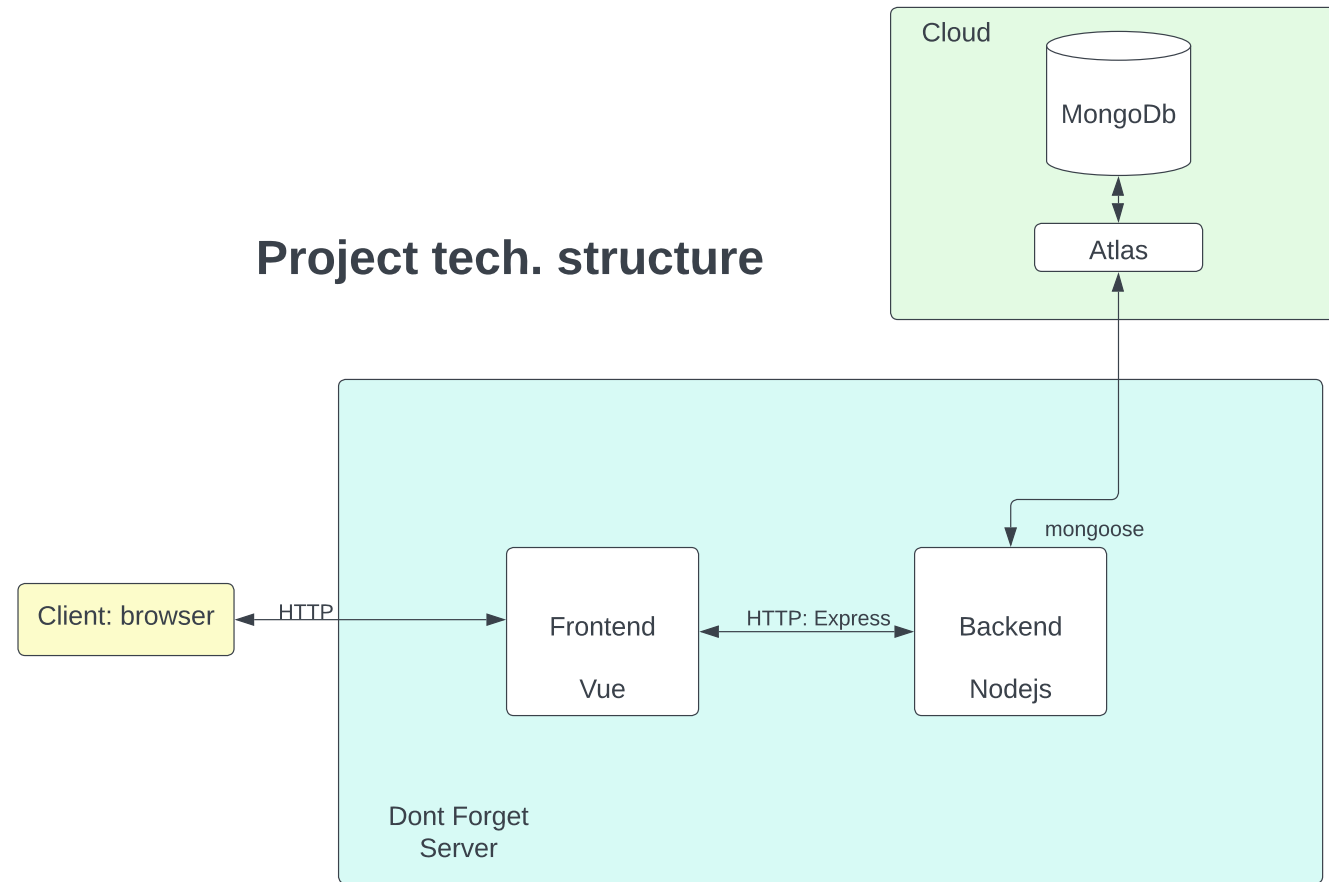 Cloud
MongoDb
Atlas
Project tech. structure
mongoose
Client: browser
HTTP
Frontend
Vue
HTTP: Express
Backend
Nodejs
Dont Forget
Server